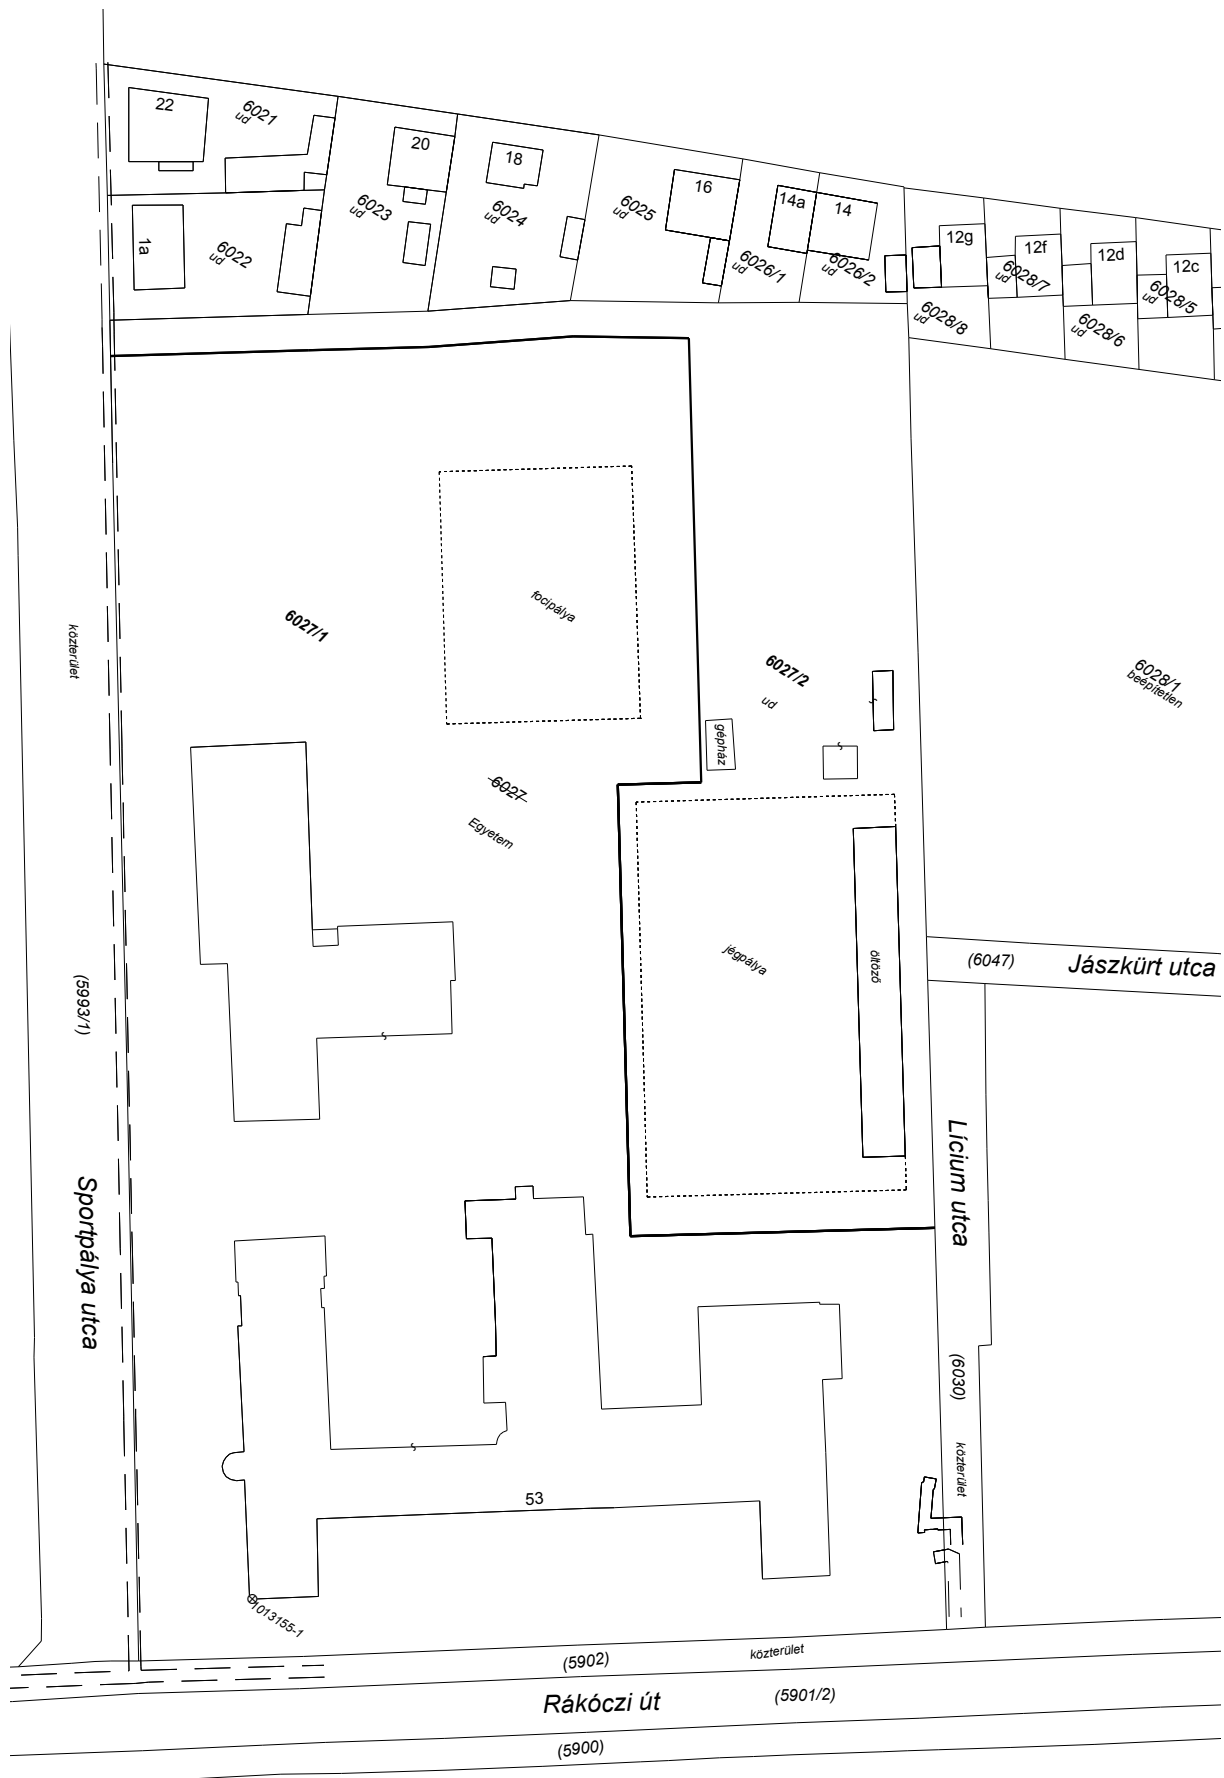 22
6021
ud
20
18
16
14a
14
12g
12f
12d
12c
1a
6022
ud
6023
ud
6024
ud
6025
ud
6026/1
ud
6026/2
ud
6028/8
ud
6028/7
ud
6028/6
ud
6028/5
ud
focipálya
6027/1
közterület
6027/2
ud
6028/1
beépítetlen
gépház
6027
Egyetem
jégpálya
öltöző
(6047)
Jászkürt utca
(5993/1)
Sportpálya utca
Lícium utca
(6030)
közterület
53
1013155-1
(5902)
közterület
Rákóczi út
(5901/2)
(5900)